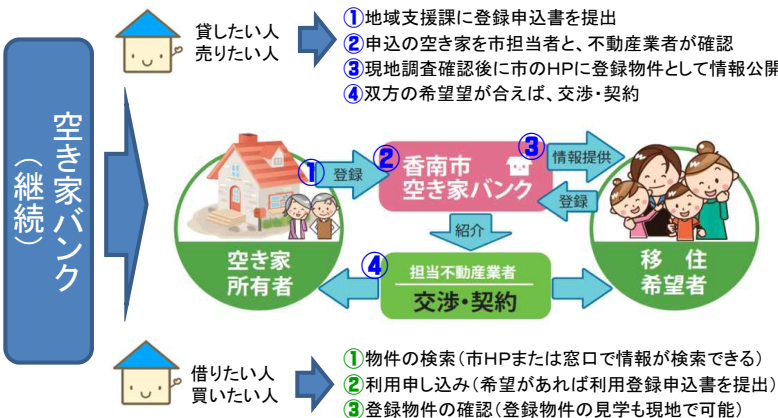 貸したい人
売りたい人
①地域支援課に登録申込書を提出
②申込の空き家を市担当者と、不動産業者が確認
③現地調査確認後に市のHPに登録物件として情報公開
④双方の希望望が合えば、交渉・契約
空き家バンク
(継続)
① 登録
②
香南市
空き家バンク
③
情報提供
登録
紹介
空き家
所有者
④
担当不動産業者
交渉・契約
移住
希望者
借りたい人
買いたい人
①物件の検索(市HPまたは窓口で情報が検索できる)
②利用申し込み(希望があれば利用登録申込書を提出)
③登録物件の確認(登録物件の見学も現地で可能)